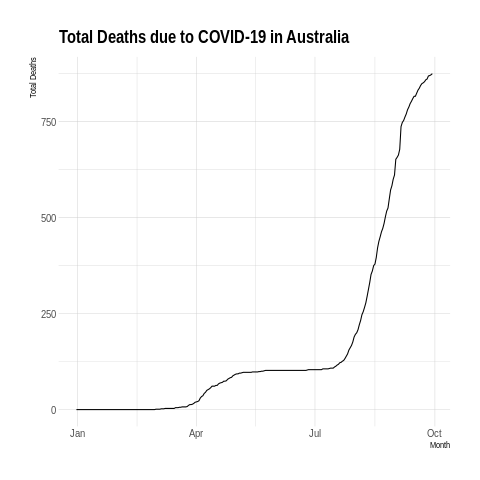 Total Deaths due to COVID-19 in Australia
Total Deaths
750
500
250
0
Jan Apr Jul Oct
Month